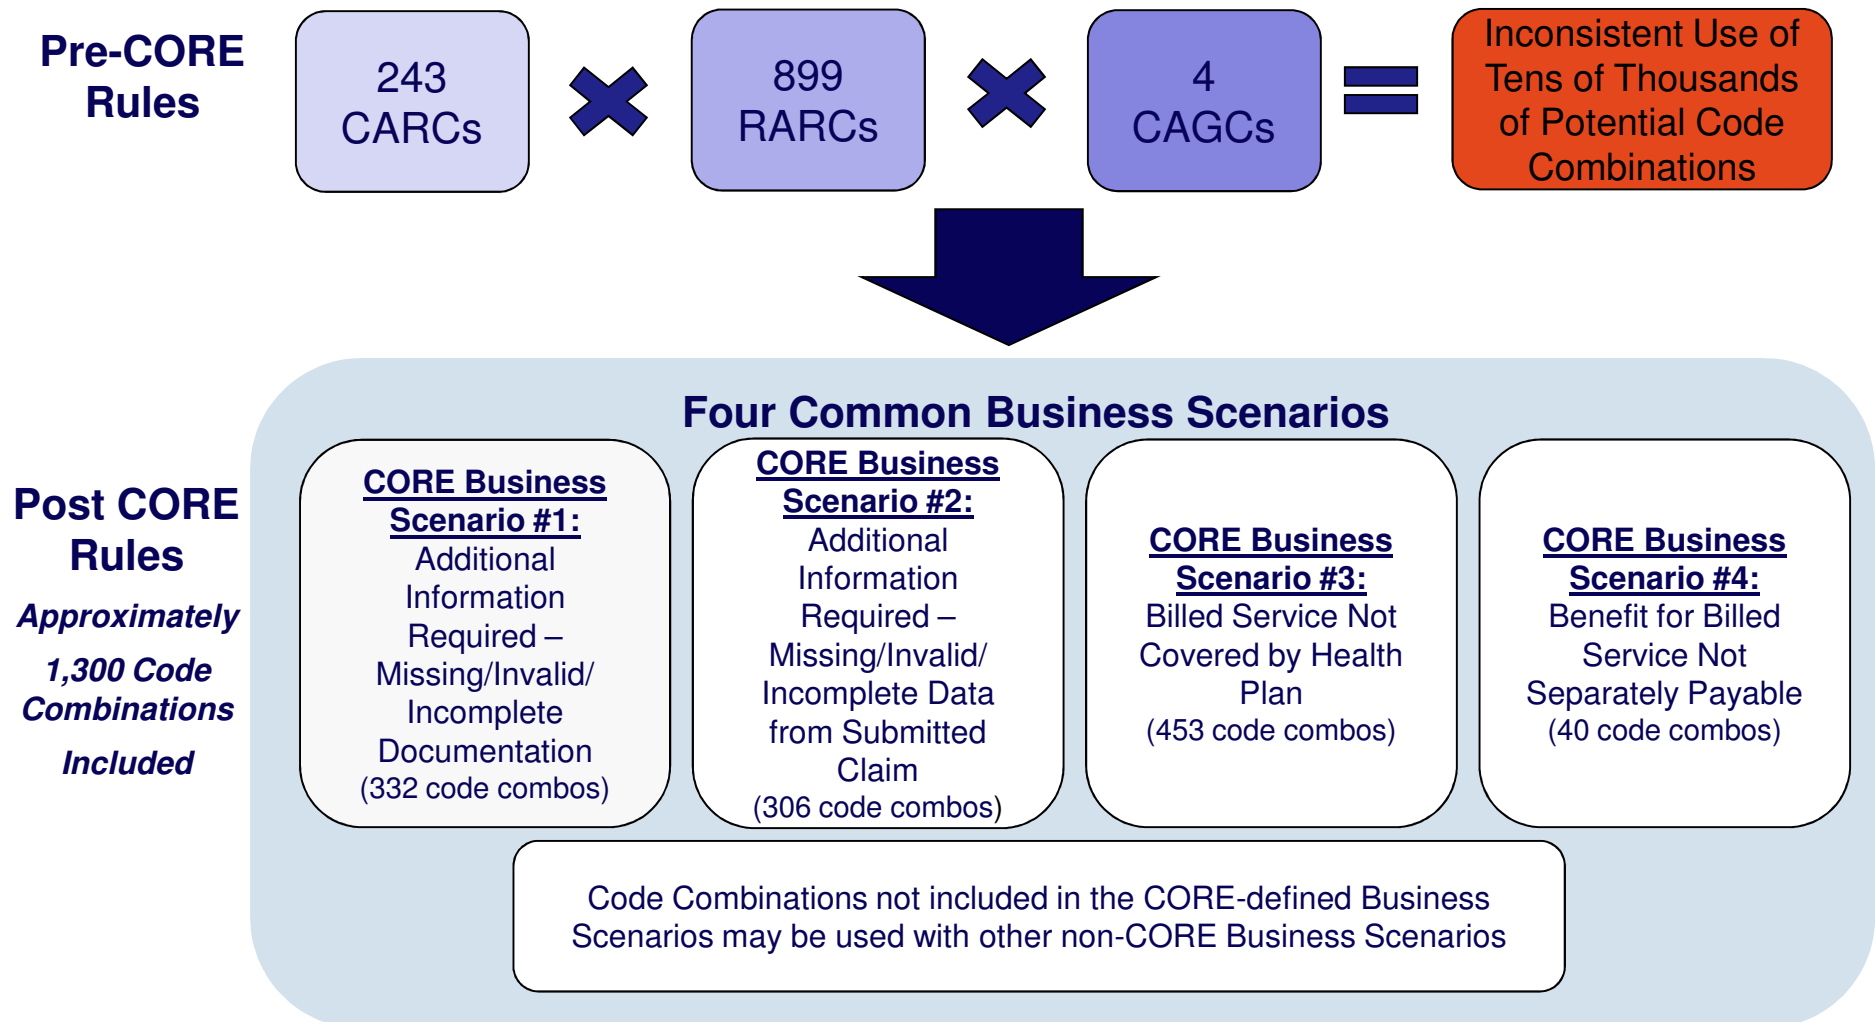 Pre-CORE
Rules
243
CARCs
899
RARCs
4
CAGCs
Inconsistent Use of
Tens of Thousands
of Potential Code
Combinations
Four Common Business Scenarios
Post CORE
Rules
Approximately
1,300 Code
Combinations
Included
CORE Business
Scenario #1:
Additional
Information
Required –
Missing/Invalid/
Incomplete
Documentation
(332 code combos)
CORE Business
Scenario #2:
Additional
Information
Required –
Missing/Invalid/
Incomplete Data
from Submitted
Claim
(306 code combos)
CORE Business
Scenario #3:
Billed Service Not
Covered by Health
Plan
(453 code combos)
CORE Business
Scenario #4:
Benefit for Billed
Service Not
Separately Payable
(40 code combos)
Code Combinations not included in the CORE-defined Business
Scenarios may be used with other non-CORE Business Scenarios